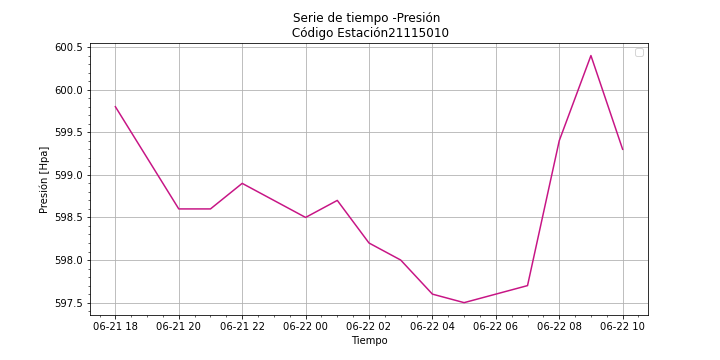 Serie de tiempo -Presión
Código Estación21115010
600.5
600.0
599.5
599.0
598.5
598.0
597.5
Presión [Hpa]
06-21 18 06-21 20 06-21 22 06-22 00 06-22 02 06-22 04 06-22 06 06-22 08 06-22 10
Tiempo